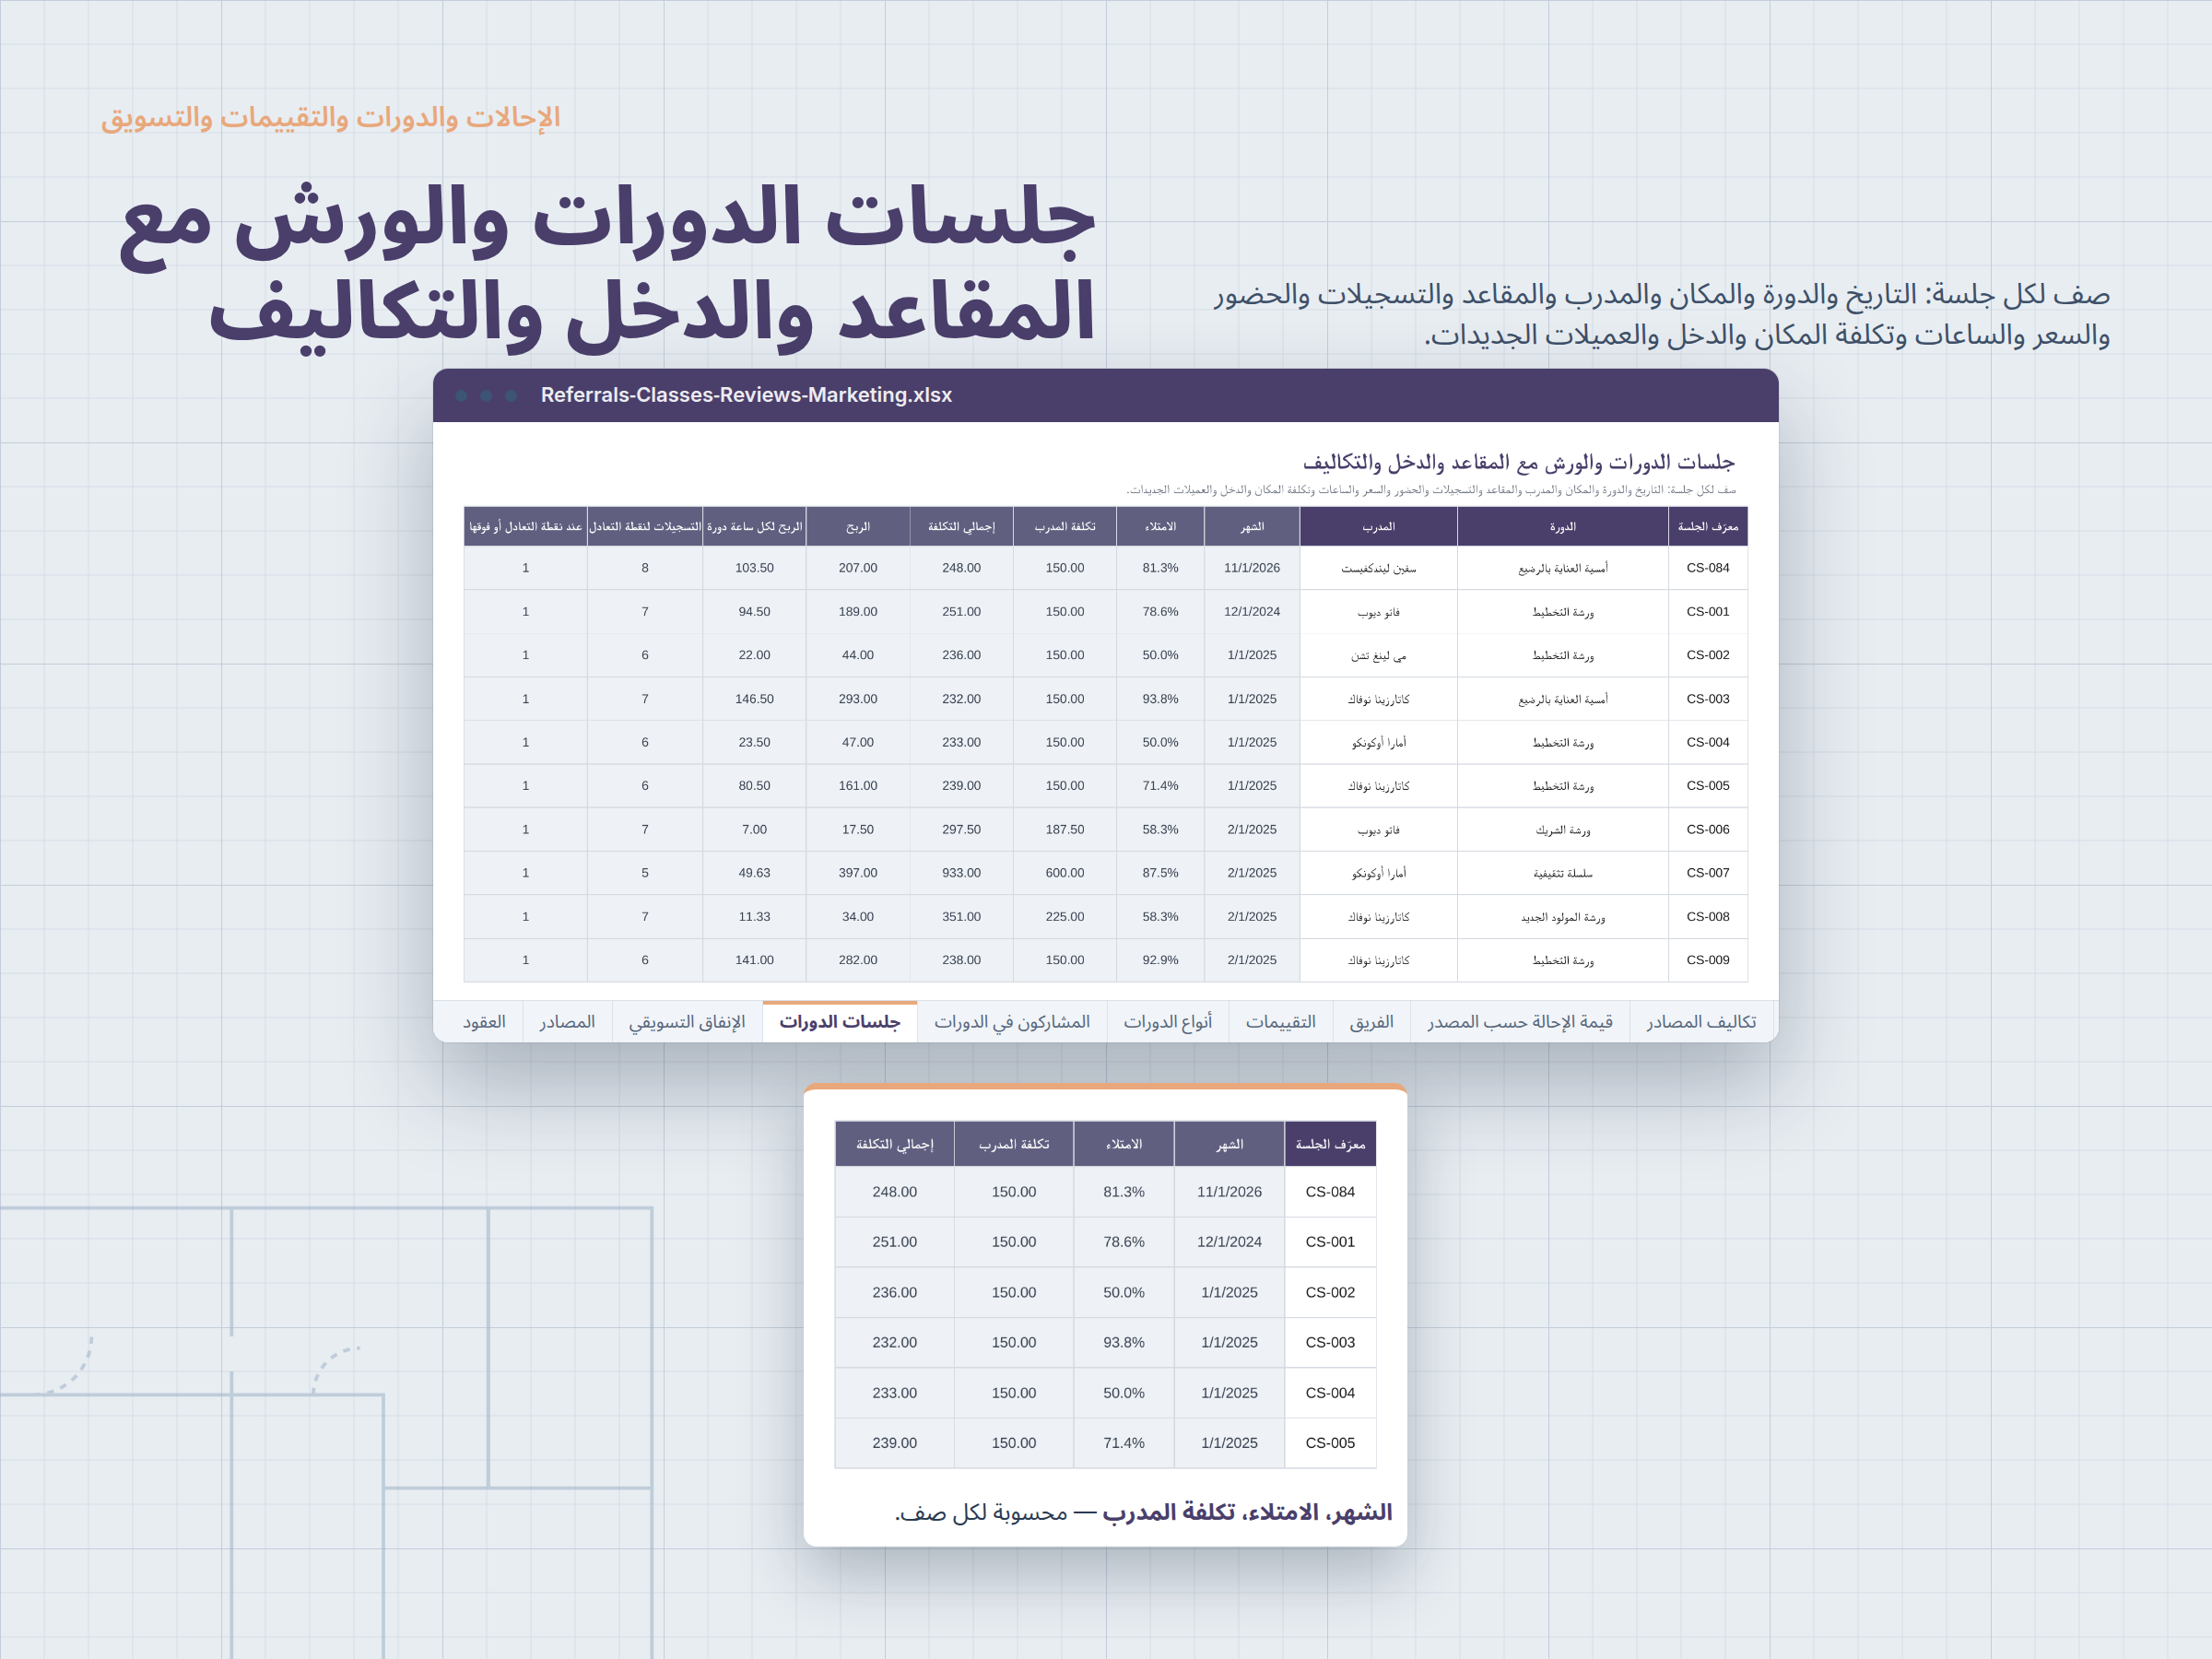 الإحالات والدورات والتقييمات والتسويق
جلسات الدورات والورش مع
المقاعد والدخل والتكاليف
صف لكل جلسة: التاريخ والدورة والمكان والمدرب والمقاعد والتسجيلات والحضور
والسعر والساعات وتكلفة المكان والدخل والعميلات الجديدات.
Referrals-Classes-Reviews-Marketing.xlsx
جلسات الدورات والورش مع المقاعد والدخل والتكاليف
صف لكل جلسة: التاريخ والدورة والمكان والمدرب والمقاعد والتسجيلات والحضور والسعر والساعات وتكلفة المكان والدخل والعميلات الجديدات.
معرّف الجلسة الدورة المدرب الشهر الامتلاء تكلفة المدرب إجمالي التكلفة الربح الربح لكل ساعة دورة التسجيلات لنقطة التعادل عند نقطة التعادل أو فوقها
CS-084 أمسية العناية بالرضيع سفين ليندكفيست 11/1/2026 81.3% 150.00 248.00 207.00 103.50 8 1
CS-001 ورشة التخطيط فاتو ديوب 12/1/2024 78.6% 150.00 251.00 189.00 94.50 7 1
CS-002 ورشة التخطيط مي لينغ تشن 1/1/2025 50.0% 150.00 236.00 44.00 22.00 6 1
CS-003 أمسية العناية بالرضيع كاتارزينا نوفاك 1/1/2025 93.8% 150.00 232.00 293.00 146.50 7 1
CS-004 ورشة التخطيط أمارا أوكونكو 1/1/2025 50.0% 150.00 233.00 47.00 23.50 6 1
CS-005 ورشة التخطيط كاتارزينا نوفاك 1/1/2025 71.4% 150.00 239.00 161.00 80.50 6 1
CS-006 ورشة الشريك فاتو ديوب 2/1/2025 58.3% 187.50 297.50 17.50 7.00 7 1
CS-007 سلسلة تثقيفية أمارا أوكونكو 2/1/2025 87.5% 600.00 933.00 397.00 49.63 5 1
CS-008 ورشة المولود الجديد كاتارزينا نوفاك 2/1/2025 58.3% 225.00 351.00 34.00 11.33 7 1
CS-009 ورشة التخطيط كاتارزينا نوفاك 2/1/2025 92.9% 150.00 238.00 282.00 141.00 6 1
تكاليف المصادر قيمة الإحالة حسب المصدر الفريق التقييمات أنواع الدورات المشاركون في الدورات جلسات الدورات الإنفاق التسويقي المصادر العقود
معرّف الجلسة الشهر الامتلاء تكلفة المدرب إجمالي التكلفة
CS-084 11/1/2026 81.3% 150.00 248.00
CS-001 12/1/2024 78.6% 150.00 251.00
CS-002 1/1/2025 50.0% 150.00 236.00
CS-003 1/1/2025 93.8% 150.00 232.00
CS-004 1/1/2025 50.0% 150.00 233.00
CS-005 1/1/2025 71.4% 150.00 239.00
الشهر، الامتلاء، تكلفة المدرب — محسوبة لكل صف.